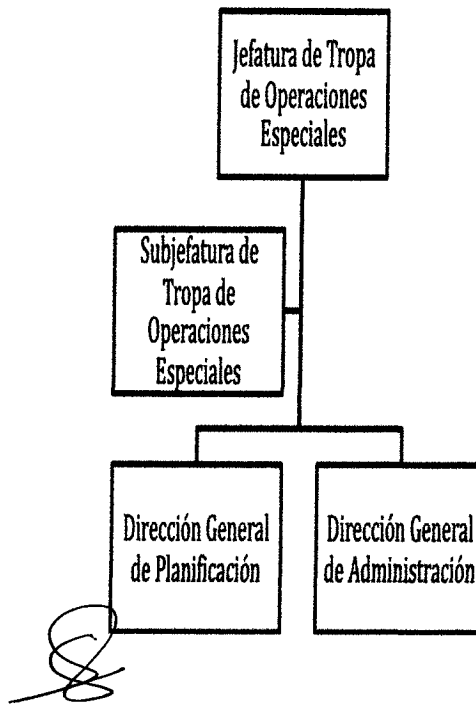 Jefatura de Tropa
de Operaciones
Especiales
Subjefatura de
Tropa de
Operaciones
Especiales
Dirección General
de Planificación
Dirección General
de Administración